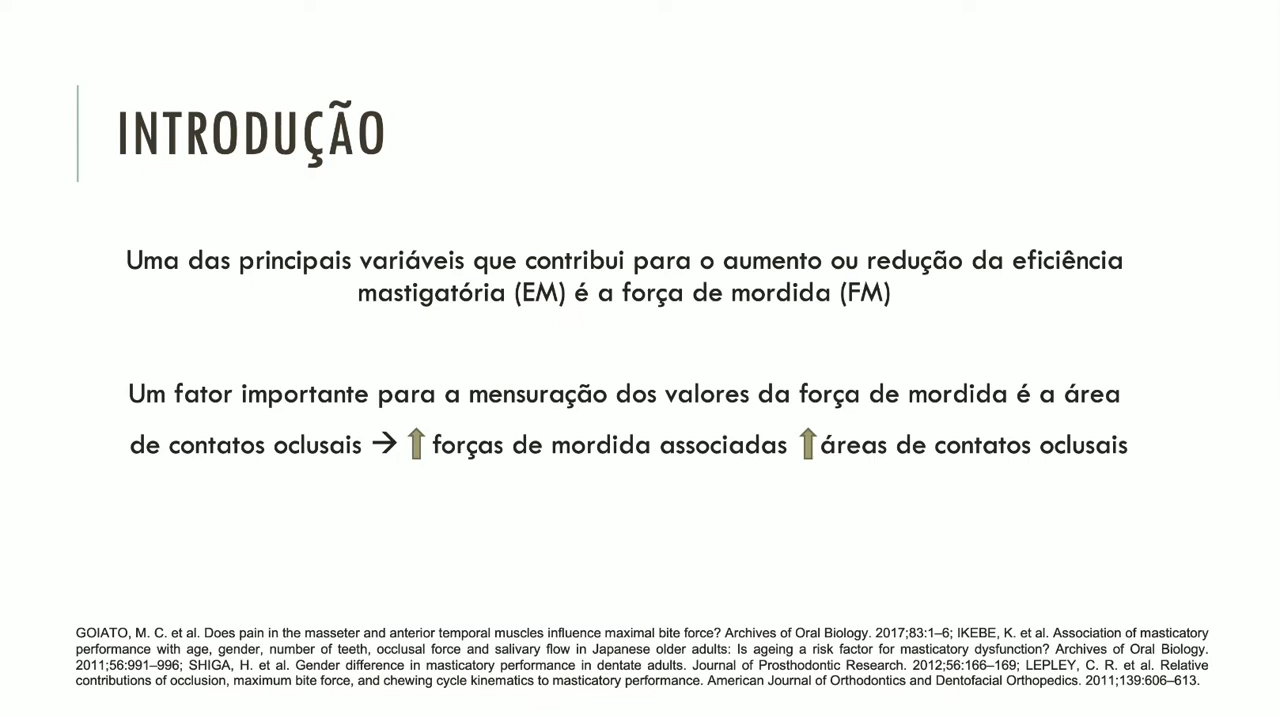 INTRODUÇÃO
Uma das principais variáveis que contribui para o aumento ou redução da eficiência
mastigatória (EM) é a força de mordida (FM)
Um fator importante para a mensuração dos valores da força de mordida é a área
de contatos oclusais → ↑ forças de mordida associadas ↑ áreas de contatos oclusais
GOIATO, M. C. et al. Does pain in the masseter and anterior temporal muscles influence maximal bite force? Archives of Oral Biology. 2017;83:1–6; IKEBE, K. et al. Association of masticatory
performance with age, gender, number of teeth, occlusal force and salivary flow in Japanese older adults: Is ageing a risk factor for masticatory dysfunction? Archives of Oral Biology.
2011;56:991–996; SHIGA, H. et al. Gender difference in masticatory performance in dentate adults. Journal of Prosthodontic Research. 2012;56:166–169; LEPLEY, C. R. et al. Relative
contributions of occlusion, maximum bite force, and chewing cycle kinematics to masticatory performance. American Journal of Orthodontics and Dentofacial Orthopedics. 2011;139:606–613.